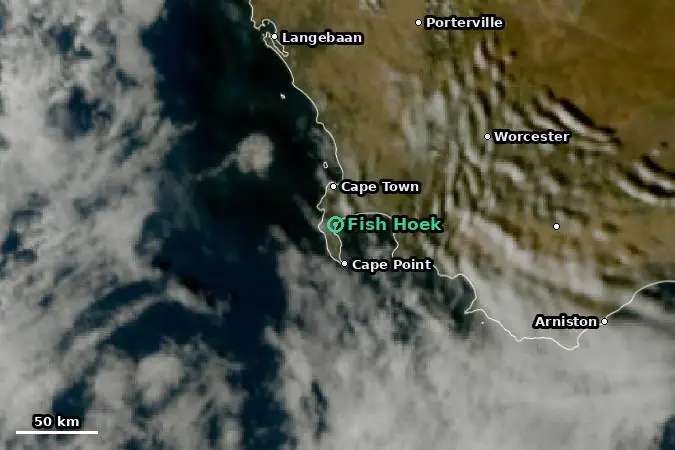 Porterville
Langebaan
Worcester
Cape Town
Fish Hoek
Cape Point
Arniston
50 km